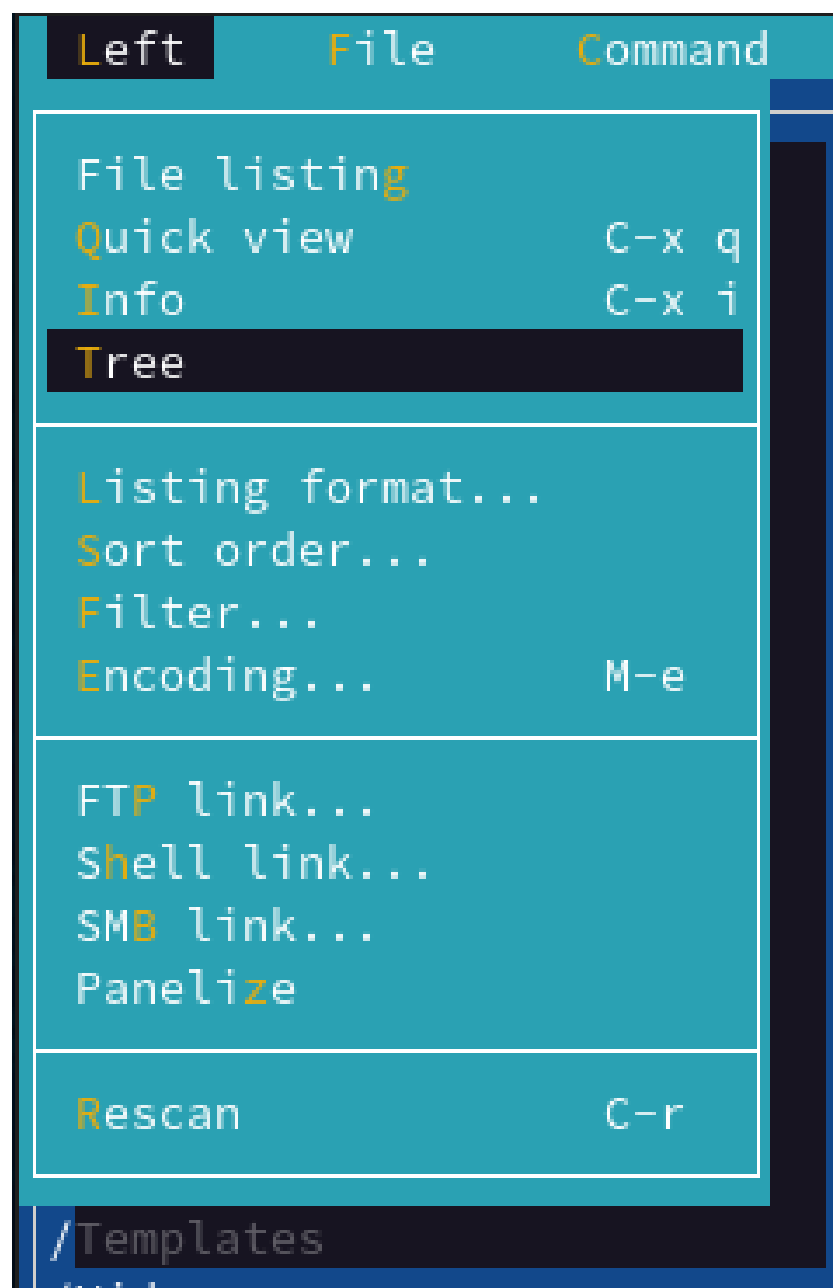 Left File Command
File listing
Quick view C-x q
Info C-x i
Tree
Listing format...
Sort order...
Filter...
Encoding... M-e
FTP link...
Shell link...
SMB link...
Panelize
Rescan C-r
/Templates